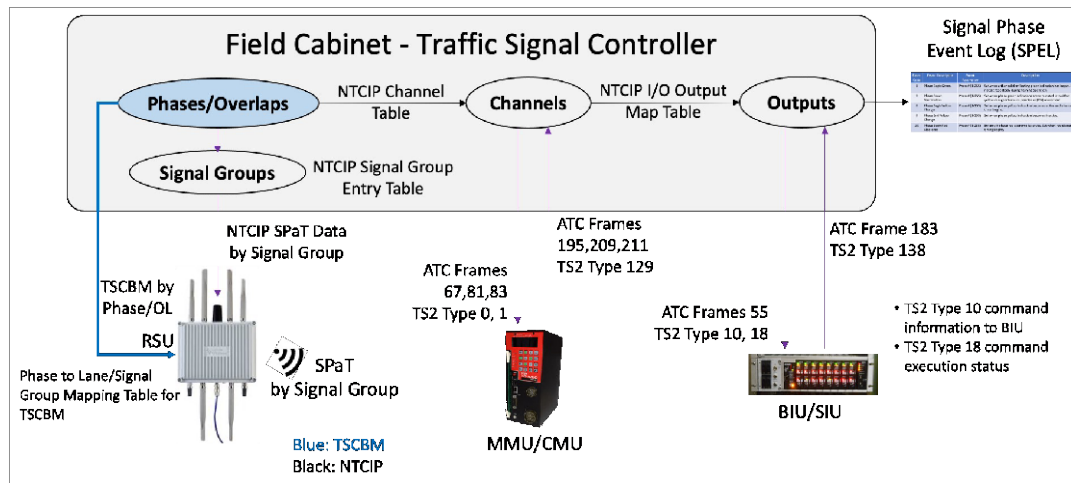 Field Cabinet - Traffic Signal Controller
Signal Phase
Event Log (SPEL)
Phases/Overlaps
NTCIP Channel
Table
Channels
NTCIP I/O Output
Map Table
Outputs
Signal Groups
NTCIP Signal Group
Entry Table
NTCIP SPaT Data
by Signal Group
ATC Frames
195,209,211
TS2 Type 129
ATC Frame 183
TS2 Type 138
TSCBM by
Phase/OL
ATC Frames
67,81,83
TS2 Type 0, 1
ATC Frames 55
TS2 Type 10, 18
• TS2 Type 10 command
information to BIU
• TS2 Type 18 command
execution status
RSU
SPaT
by Signal Group
Phase to Lane/Signal
Group Mapping Table for
TSCBM
BIU/SIU
MMU/CMU
Blue: TSCBM
Black: NTCIP